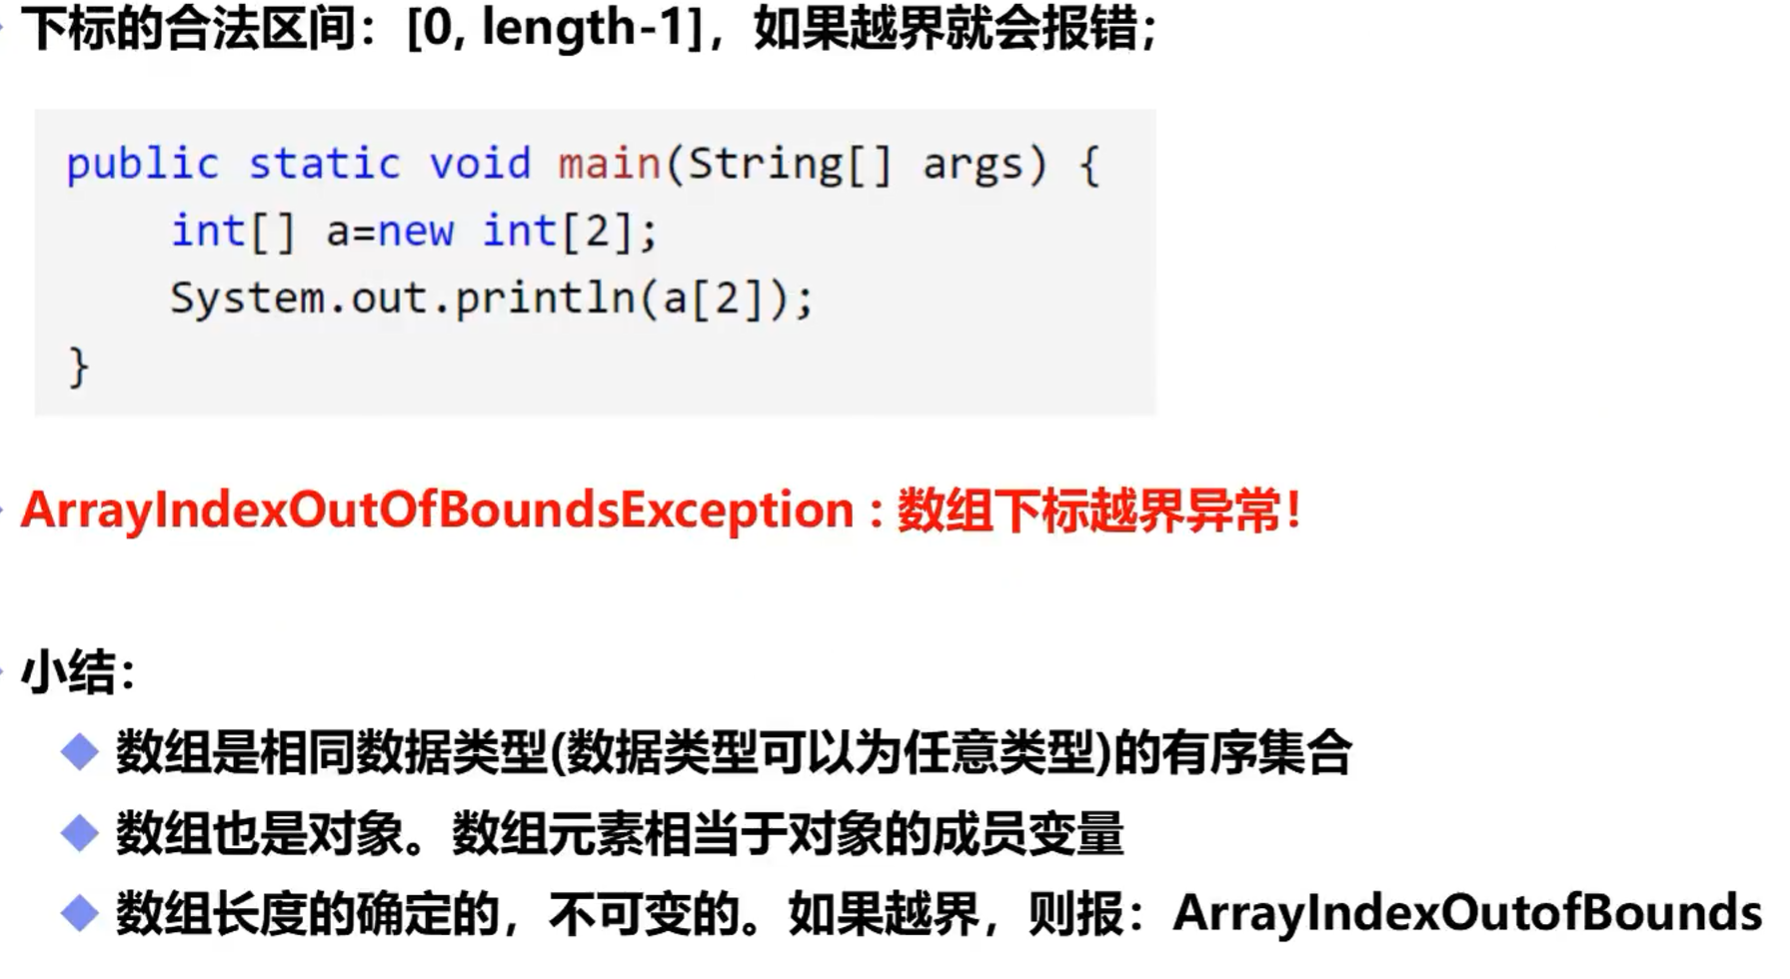 下标的合法区间：[0, length-1]，如果越界就会报错；
public static void main(String[] args) {
    int[] a=new int[2];
    System.out.println(a[2]);
}
ArrayIndexOutOfBoundsException : 数组下标越界异常！
小结：
数组是相同数据类型(数据类型可以为任意类型)的有序集合
数组也是对象。数组元素相当于对象的成员变量
数组长度的确定的，不可变的。如果越界，则报：ArrayIndexOutofBounds